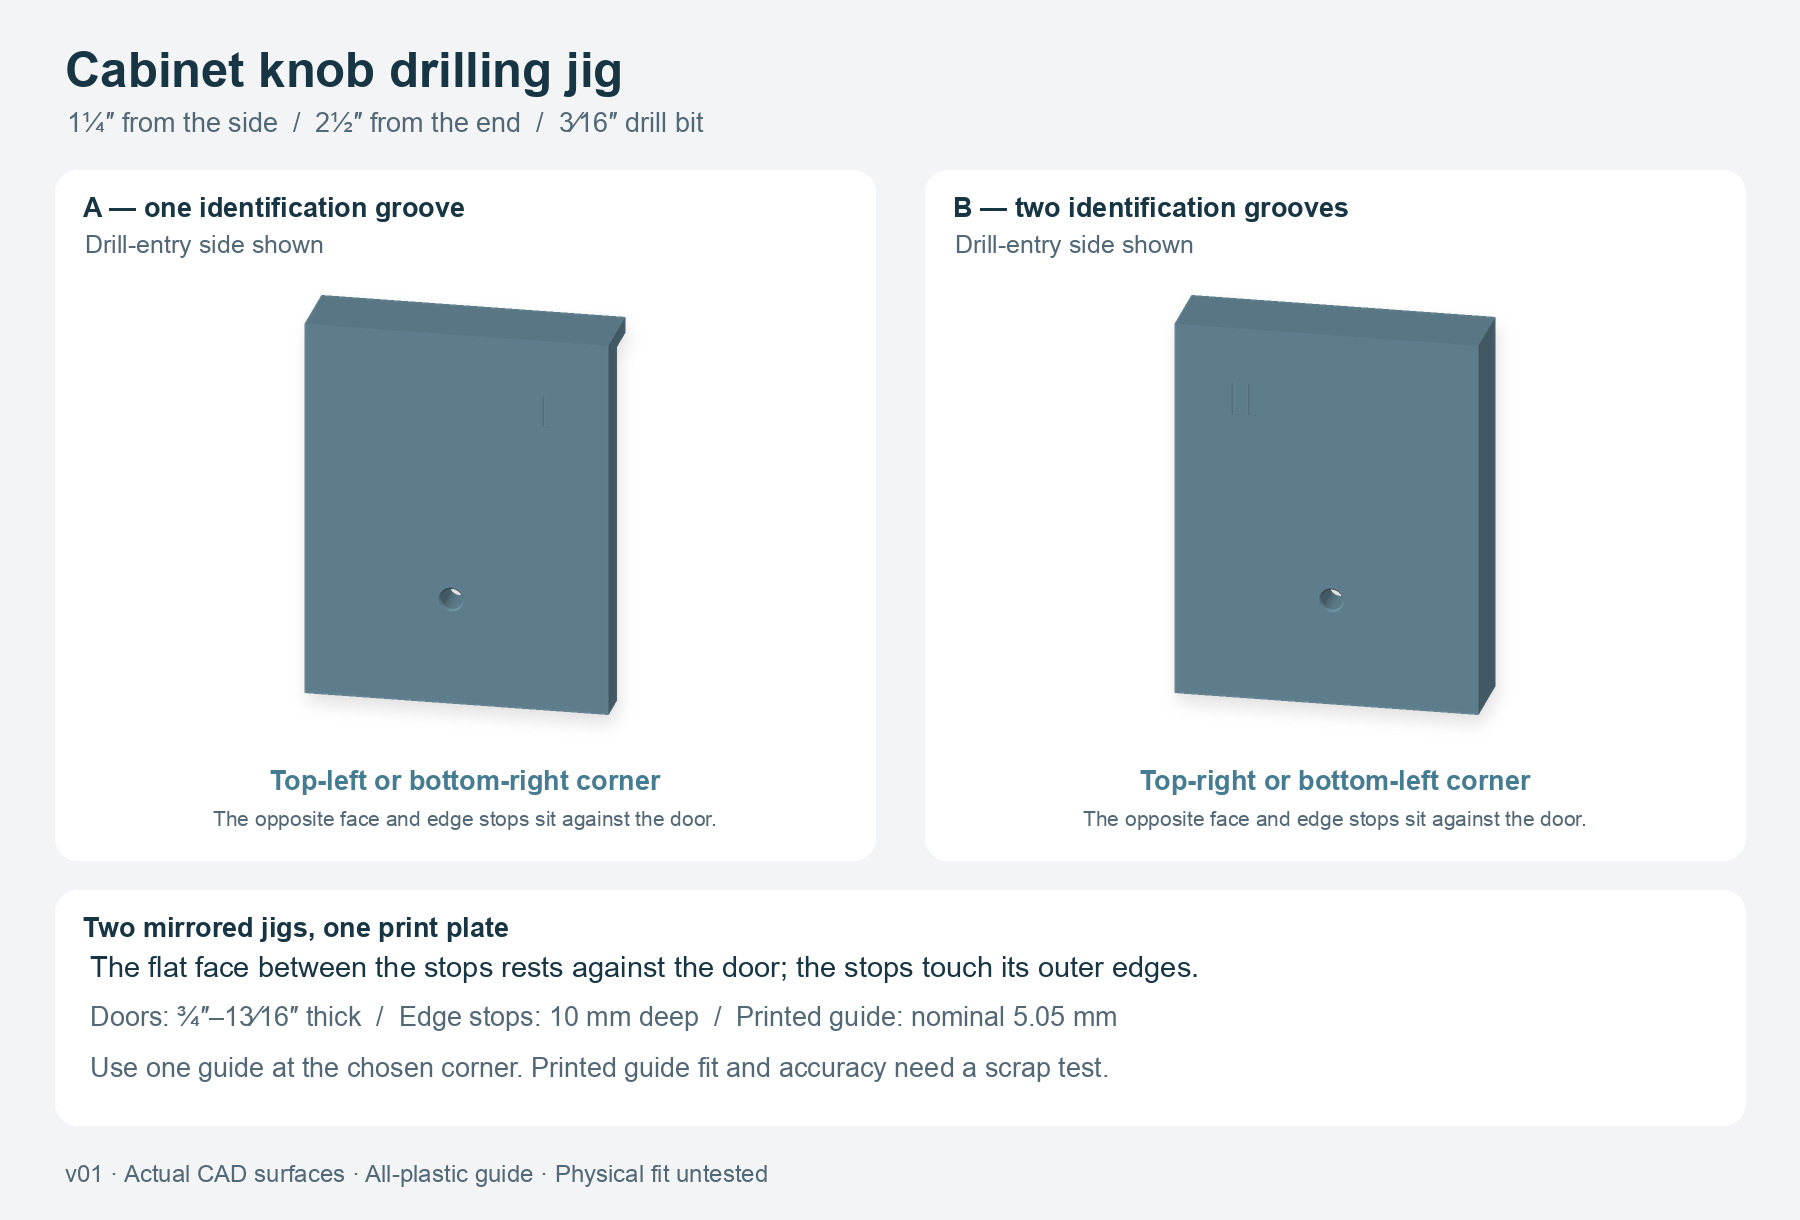 Cabinet knob drilling jig
1¼″ from the side / 2½″ from the end / 3⁄16″ drill bit
A — one identification groove
Drill-entry side shown
Top-left or bottom-right corner
The opposite face and edge stops sit against the door.
B — two identification grooves
Drill-entry side shown
Top-right or bottom-left corner
The opposite face and edge stops sit against the door.
Two mirrored jigs, one print plate
The flat face between the stops rests against the door; the stops touch its outer edges.
Doors: ¾″–13⁄16″ thick / Edge stops: 10 mm deep / Printed guide: nominal 5.05 mm
Use one guide at the chosen corner. Printed guide fit and accuracy need a scrap test.
v01 · Actual CAD surfaces · All-plastic guide · Physical fit untested